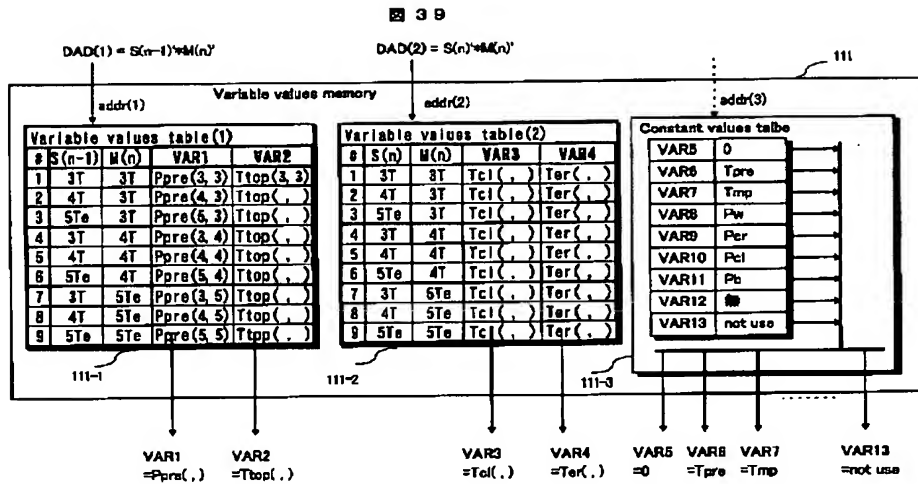 図 39
DAD(1) = S(n-1)'*M(n)'
DAD(2) = S(n)'*M(n)'
111
Variable values memory
addr(1)
addr(2)
addr(3)
Variable values table(1)
# S(n-1) M(n) VAR1 VAR2
1 3T 3T Ppre(3, 3) Ttop(3, 3)
2 4T 3T Ppre(4, 3) Ttop( , )
3 5Te 3T Ppre(5, 3) Ttop( , )
4 3T 4T Ppre(3, 4) Ttop( , )
5 4T 4T Ppre(4, 4) Ttop( , )
6 5Te 4T Ppre(5, 4) Ttop( , )
7 3T 5Te Ppre(3, 5) Ttop( , )
8 4T 5Te Ppre(4, 5) Ttop( , )
9 5Te 5Te Ppre(5, 5) Ttop( , )
111-1
Variable values table(2)
# S(n) M(n) VAR3 VAR4
1 3T 3T Tcl( , ) Ter( , )
2 4T 3T Tcl( , ) Ter( , )
3 5Te 3T Tcl( , ) Ter( , )
4 3T 4T Tcl( , ) Ter( , )
5 4T 4T Tcl( , ) Ter( , )
6 5Te 4T Tcl( , ) Ter( , )
7 3T 5Te Tcl( , ) Ter( , )
8 4T 5Te Tcl( , ) Ter( , )
9 5Te 5Te Tcl( , ) Ter( , )
111-2
Constant values talbe
VAR5 0
VAR6 Tpre
VAR7 Tmp
VAR8 Pw
VAR9 Per
VAR10 Pcl
VAR11 Pb
VAR12
VAR13 not use
111-3
VAR1 VAR2 VAR3 VAR4 VAR5 VAR6 VAR7 VAR13
=Ppre(,) =Ttop(,) =Tcl(,) =Ter(,) =0 =Tpre =Tmp =not use